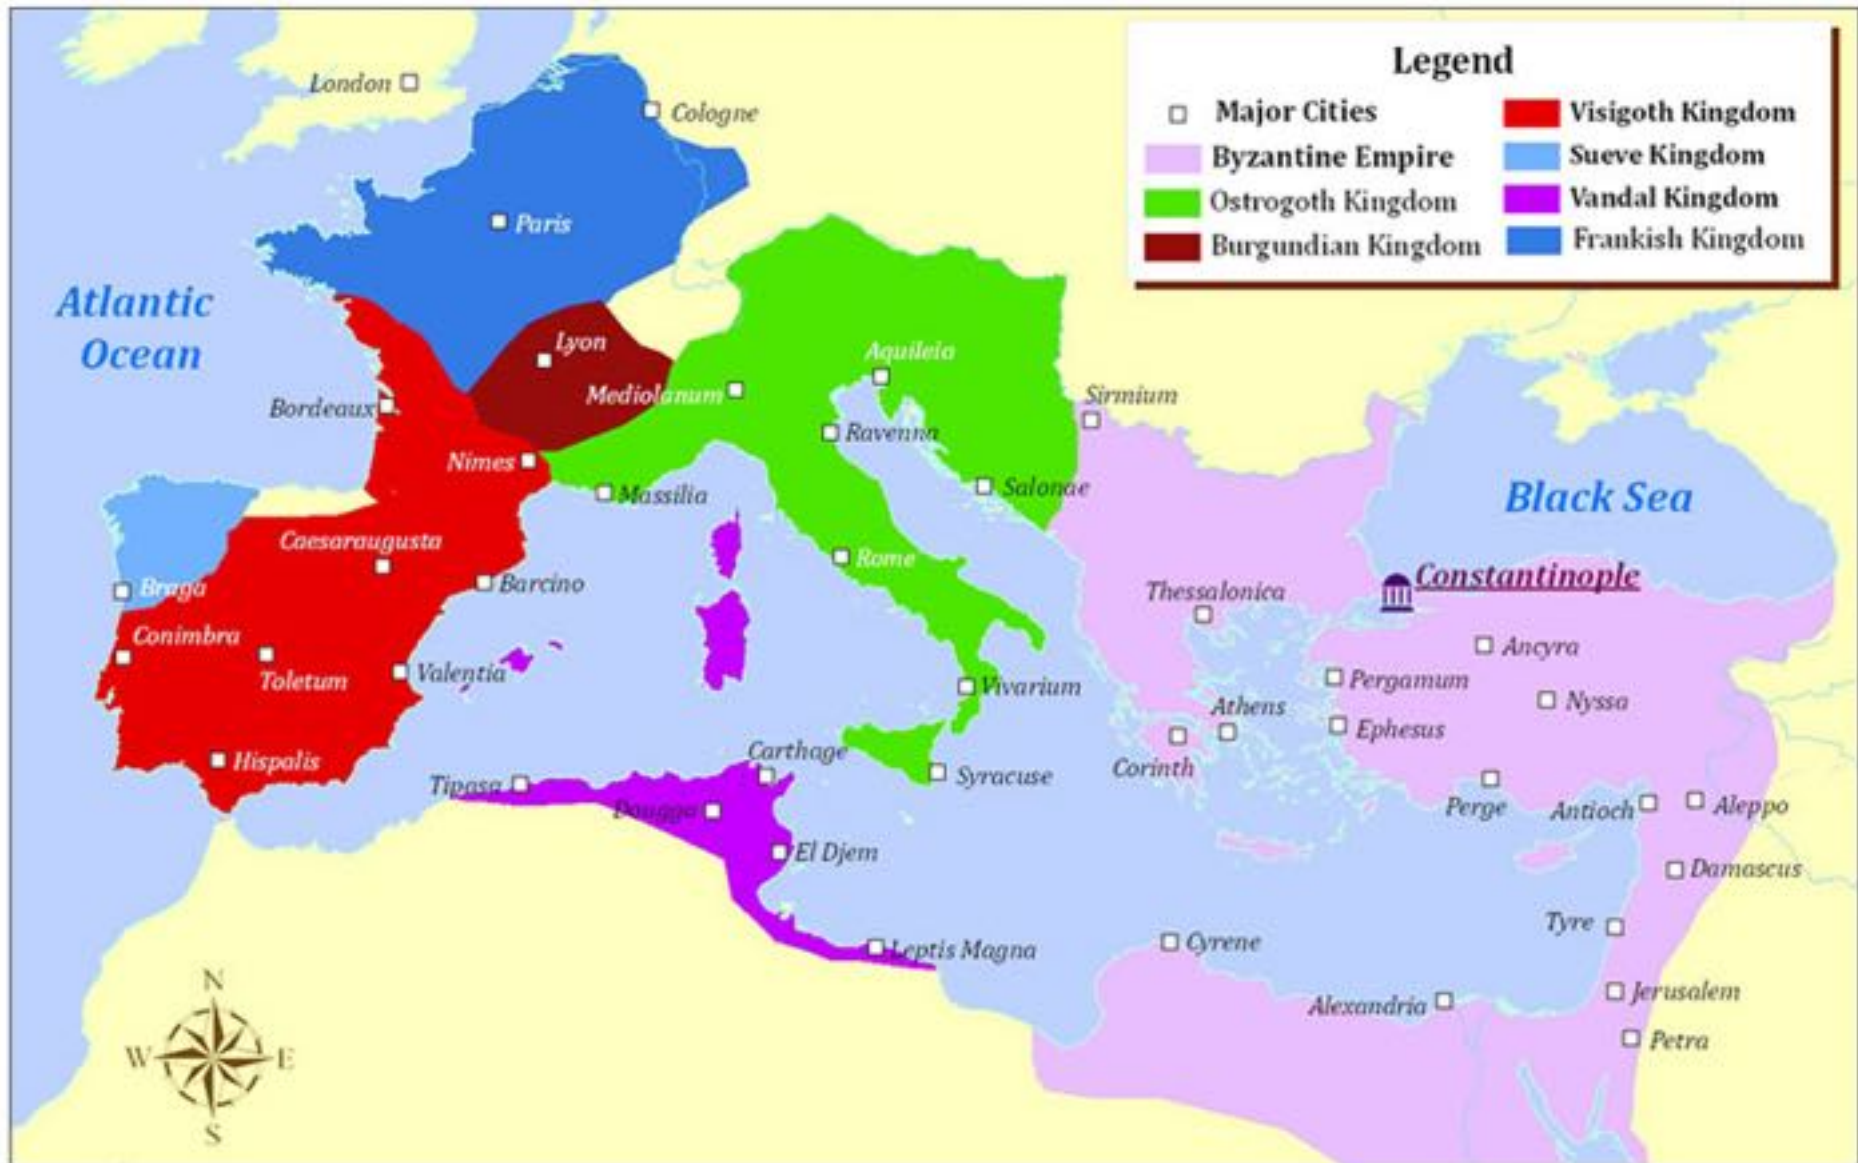 Legend
Major Cities
Byzantine Empire
Ostrogoth Kingdom
Burgundian Kingdom
Visigoth Kingdom
Sueve Kingdom
Vandal Kingdom
Frankish Kingdom
London
Cologne
Paris
Atlantic
Ocean
Lyon
Bordeaux
Mediolanum
Aquileia
Sirmium
Nimes
Ravenna
Massilia
Salonae
Black Sea
Caesaraugusta
Rome
Braga
Barcino
Constantinople
Thessalonica
Conimbra
Toletum
Valentia
Vivarium
Ancyra
Pergamum
Nyssa
Athens
Ephesus
Hispalis
Carthage
Syracuse
Corinth
Tipasa
Dougga
Perge
Antioch
Aleppo
El Djem
Damascus
Tyre
Leptis Magna
Cyrene
Jerusalem
Alexandria
Petra
N
W
E
S